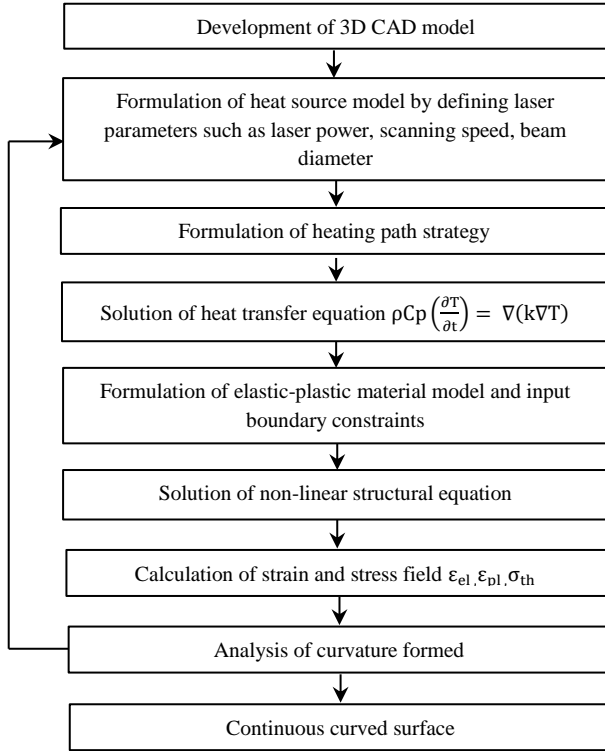 Development of 3D CAD model
Formulation of heat source model by defining laser
parameters such as laser power, scanning speed, beam
diameter
Formulation of heating path strategy
Solution of heat transfer equation ρCp (∂T/∂t) = ∇(k∇T)
Formulation of elastic-plastic material model and input
boundary constraints
Solution of non-linear structural equation
Calculation of strain and stress field εel,εpl,σth
Analysis of curvature formed
Continuous curved surface